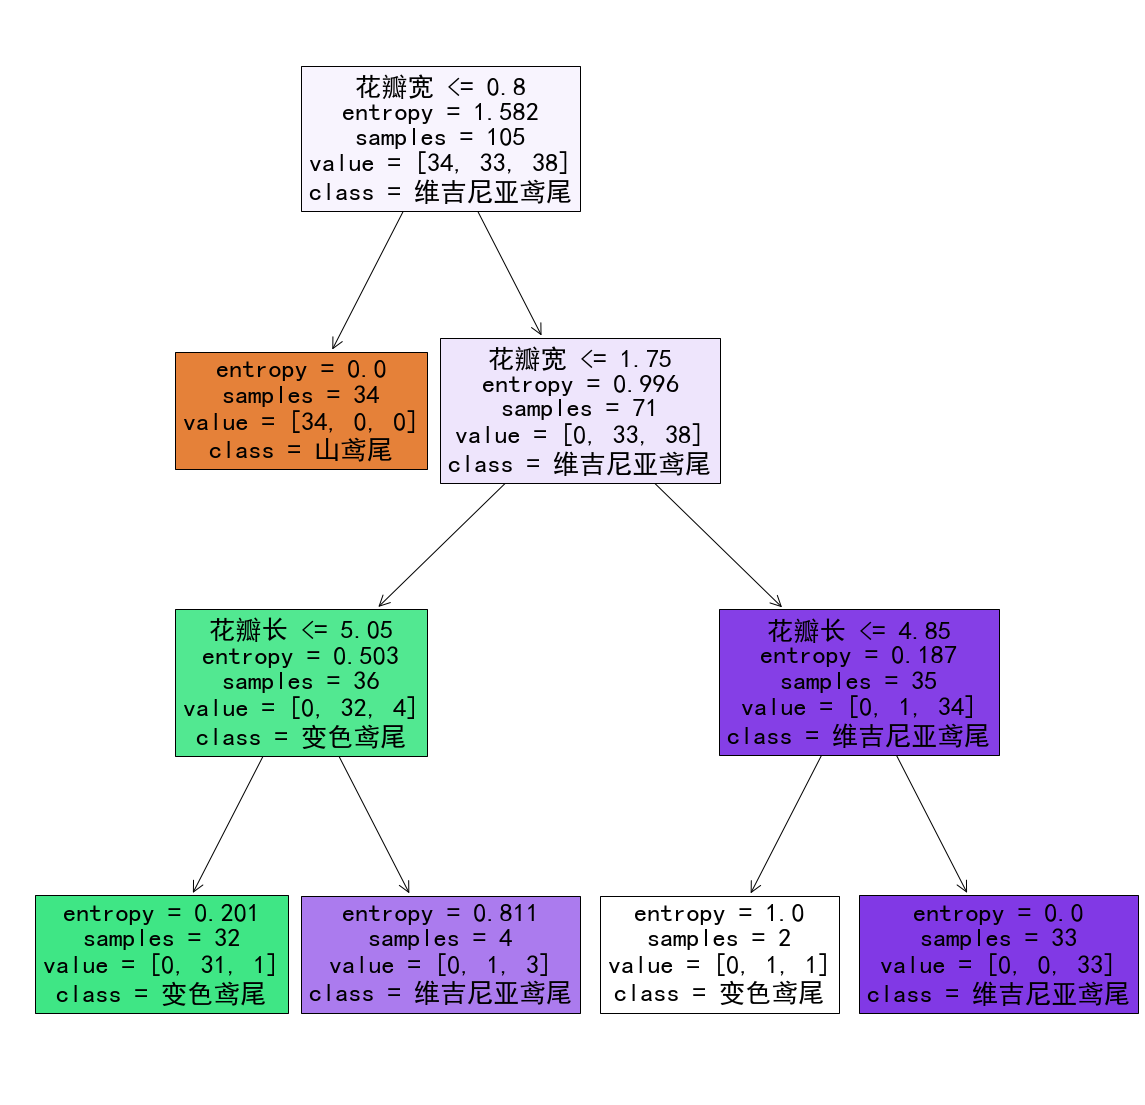 花瓣宽 <= 0.8
entropy = 1.582
samples = 105
value = [34, 33, 38]
class = 维吉尼亚鸢尾
entropy = 0.0
samples = 34
value = [34, 0, 0]
class = 山鸢尾
花瓣宽 <= 1.75
entropy = 0.996
samples = 71
value = [0, 33, 38]
class = 维吉尼亚鸢尾
花瓣长 <= 5.05
entropy = 0.503
samples = 36
value = [0, 32, 4]
class = 变色鸢尾
花瓣长 <= 4.85
entropy = 0.187
samples = 35
value = [0, 1, 34]
class = 维吉尼亚鸢尾
entropy = 0.201
samples = 32
value = [0, 31, 1]
class = 变色鸢尾
entropy = 0.811
samples = 4
value = [0, 1, 3]
class = 维吉尼亚鸢尾
entropy = 1.0
samples = 2
value = [0, 1, 1]
class = 变色鸢尾
entropy = 0.0
samples = 33
value = [0, 0, 33]
class = 维吉尼亚鸢尾